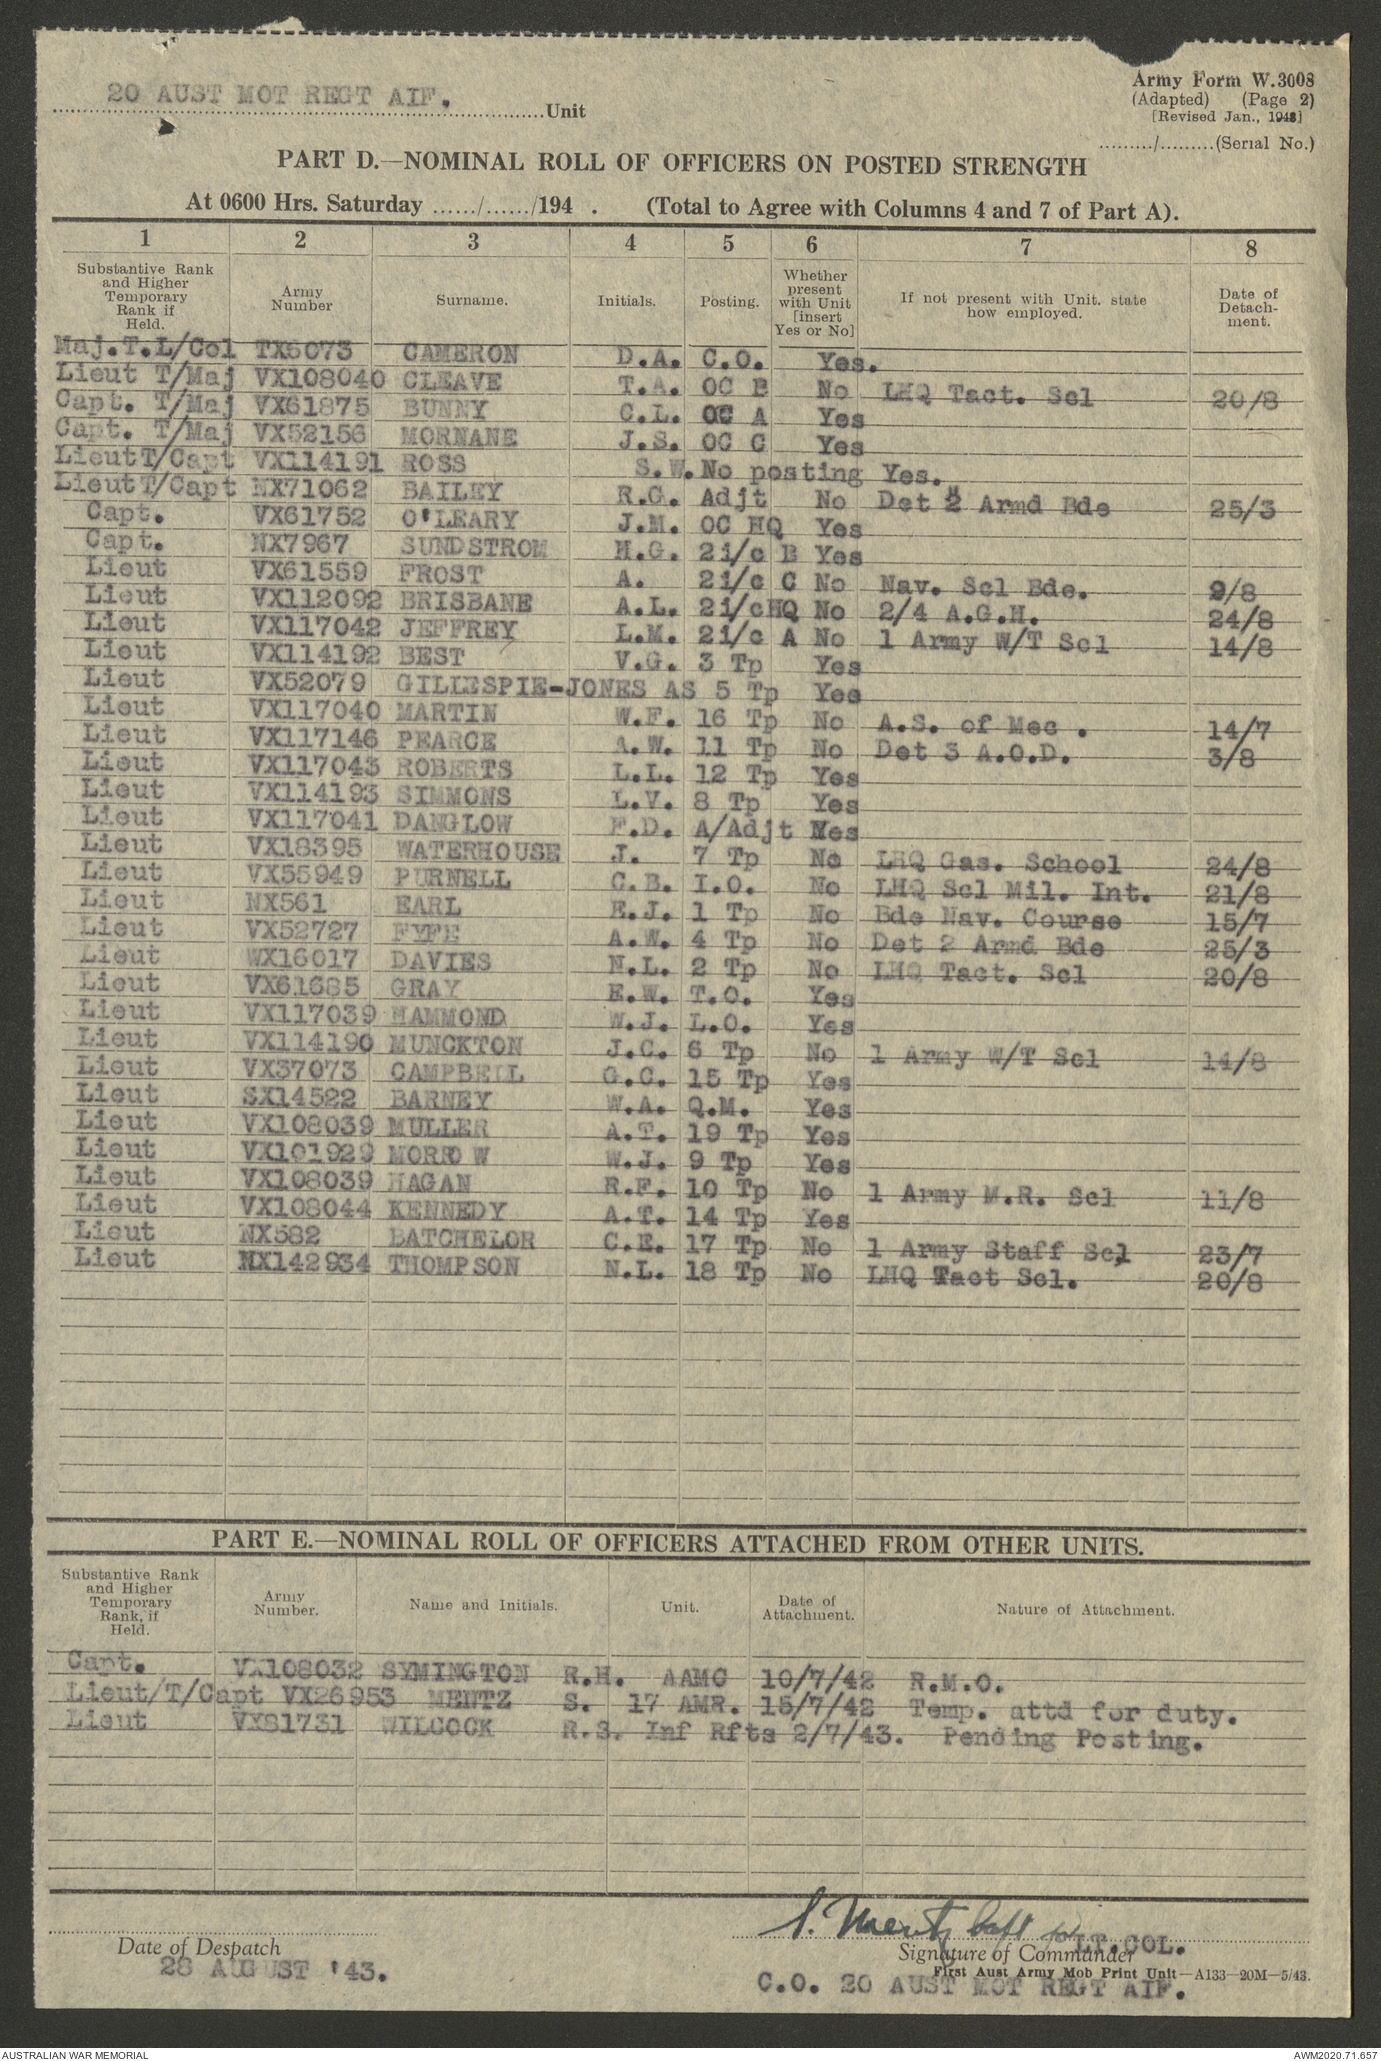 20 AUST MOT REGT AIF. Unit
Army Form W.3008
(Adapted) (Page 2)
[Revised Jan., 1943]
........./.........(Serial No.)
PART D.—NOMINAL ROLL OF OFFICERS ON POSTED STRENGTH
At 0600 Hrs. Saturday ....../....../194 . (Total to Agree with Columns 4 and 7 of Part A).
1 2 3 4 5 6 7 8
Substantive Rank and Higher Temporary Rank if Held. Army Number Surname. Initials. Posting. Whether present with Unit [insert Yes or No] If not present with Unit. state how employed. Date of Detach-ment.
Maj.T.L/Col TX6073 CAMERON D.A. C.O. Yes.
Lieut T/Maj VX108040 CLEAVE T.A. OC B No LHQ Tact. Scl 20/8
Capt. T/Maj VX61875 BUNNY C.L. OC A Yes
Capt. T/Maj VX52156 MORNANE J.S. OC C Yes
LieutT/Capt VX114191 ROSS S.W. No posting Yes.
LieutT/Capt NX71062 BAILEY R.G. Adjt No Det 2 Armd Bde 25/3
Capt. VX61752 O'LEARY J.M. OC HQ Yes
Capt. NX7967 SUNDSTROM H.G. 2i/c B Yes
Lieut VX61559 FROST A. 2i/c C No Nav. Scl Bde. 9/8
Lieut VX112092 BRISBANE A.L. 2i/cHQ No 2/4 A.G.H. 24/8
Lieut VX117042 JEFFREY L.M. 2i/c A No 1 Army W/T Scl 14/8
Lieut VX114192 BEST V.G. 3 Tp Yes
Lieut VX52079 GILLESPIE-JONES AS 5 Tp Yes
Lieut VX117040 MARTIN W.F. 16 Tp No A.S. of Mec . 14/7
Lieut VX117146 PEARCE A.W. 11 Tp No Det 3 A.O.D. 3/8
Lieut VX117043 ROBERTS L.L. 12 Tp Yes
Lieut VX114193 SIMMONS L.V. 8 Tp Yes
Lieut VX117041 DANGLOW F.D. A/Adjt Yes
Lieut VX18395 WATERHOUSE J. 7 Tp No LHQ Gas. School 24/8
Lieut VX55949 PURNELL C.B. I.O. No LHQ Scl Mil. Int. 21/8
Lieut NX561 EARL E.J. 1 Tp No Bde Nav. Course 15/7
Lieut VX52727 FYFE A.W. 4 Tp No Det 2 Armd Bde 25/3
Lieut WX16017 DAVIES N.L. 2 Tp No LHQ Tact. Scl 20/8
Lieut VX61685 GRAY E.W. T.O. Yes
Lieut VX117039 HAMMOND W.J. L.O. Yes
Lieut VX114190 MUNCKTON J.C. 6 Tp No 1 Army W/T Scl 14/8
Lieut VX37073 CAMPBELL G.C. 15 Tp Yes
Lieut SX14522 BARNEY W.A. Q.M. Yes
Lieut VX108039 MULLER A.T. 19 Tp Yes
Lieut VX101929 MORROW W.J. 9 Tp Yes
Lieut VX108039 HAGAN R.F. 10 Tp No 1 Army M.R. Scl 11/8
Lieut VX108044 KENNEDY A.T. 14 Tp Yes
Lieut NX582 BATCHELOR C.E. 17 Tp No 1 Army Staff Scl 23/7
Lieut NX142934 THOMPSON N.L. 18 Tp No LHQ Tact Scl. 20/8
PART E.—NOMINAL ROLL OF OFFICERS ATTACHED FROM OTHER UNITS.
Substantive Rank and Higher Temporary Rank, if Held. Army Number. Name and Initials. Unit. Date of Attachment. Nature of Attachment.
Capt. VX108032 SYMINGTON R.H. AAMC 10/7/42 R.M.O.
Lieut/T/Capt VX26953 MENTZ S. 17 AMR. 15/7/42 Temp. attd for duty.
Lieut VX81731 WILCOCK R.S. Inf Rfts 2/7/43. Pending Posting.
S. Mentz Capt LT.COL.
Date of Despatch Signature of Commander
28 AUGUST '43.
First Aust Army Mob Print Unit—A133—20M—5/43.
C.O. 20 AUST MOT REGT AIF.
AUSTRALIAN WAR MEMORIAL AWM2020.71.657